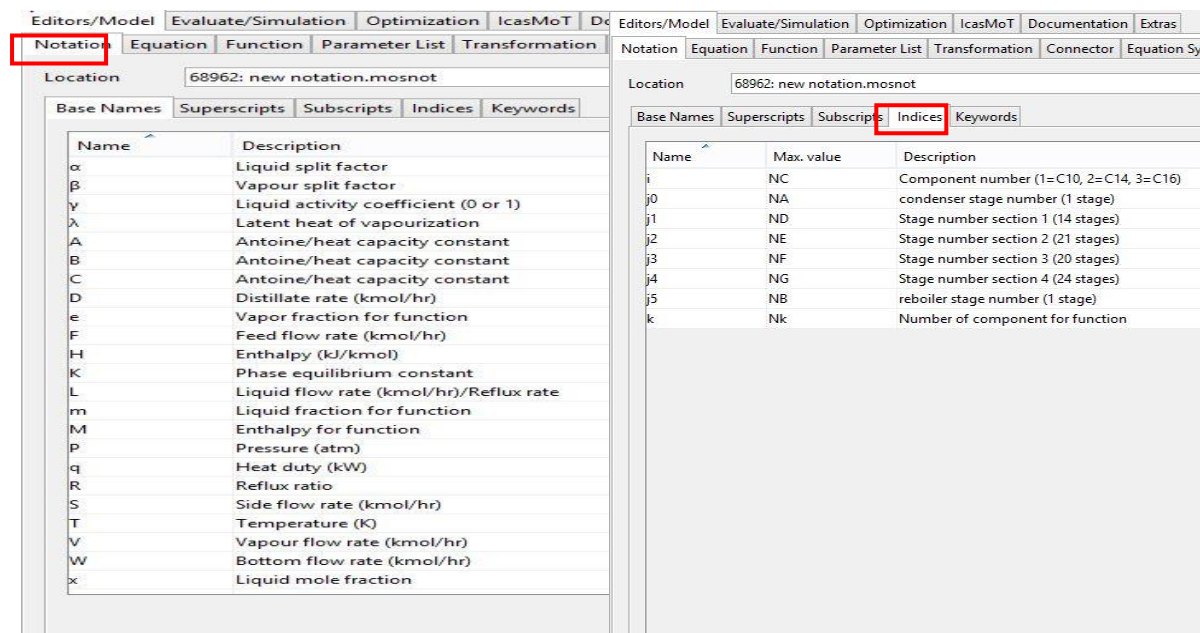 Editors/Model Evaluate/Simulation Optimization IcasMoT
Notation Equation Function Parameter List Transformation
Location 68962: new notation.mosnot
Base Names Superscripts Subscripts Indices Keywords
Name Description
α Liquid split factor
β Vapour split factor
γ Liquid activity coefficient (0 or 1)
λ Latent heat of vapourization
A Antoine/heat capacity constant
B Antoine/heat capacity constant
C Antoine/heat capacity constant
D Distillate rate (kmol/hr)
e Vapor fraction for function
F Feed flow rate (kmol/hr)
H Enthalpy (kJ/kmol)
K Phase equilibrium constant
L Liquid flow rate (kmol/hr)/Reflux rate
m Liquid fraction for function
M Enthalpy for function
P Pressure (atm)
q Heat duty (kW)
R Reflux ratio
S Side flow rate (kmol/hr)
T Temperature (K)
V Vapour flow rate (kmol/hr)
W Bottom flow rate (kmol/hr)
x Liquid mole fraction
Editors/Model Evaluate/Simulation Optimization IcasMoT Documentation Extras
Notation Equation Function Parameter List Transformation Connector Equation Sy
Location 68962: new notation.mosnot
Base Names Superscripts Subscripts Indices Keywords
Name Max. value Description
i NC Component number (1=C10, 2=C14, 3=C16)
j0 NA condenser stage number (1 stage)
j1 ND Stage number section 1 (14 stages)
j2 NE Stage number section 2 (21 stages)
j3 NF Stage number section 3 (20 stages)
j4 NG Stage number section 4 (24 stages)
j5 NB reboiler stage number (1 stage)
k Nk Number of component for function